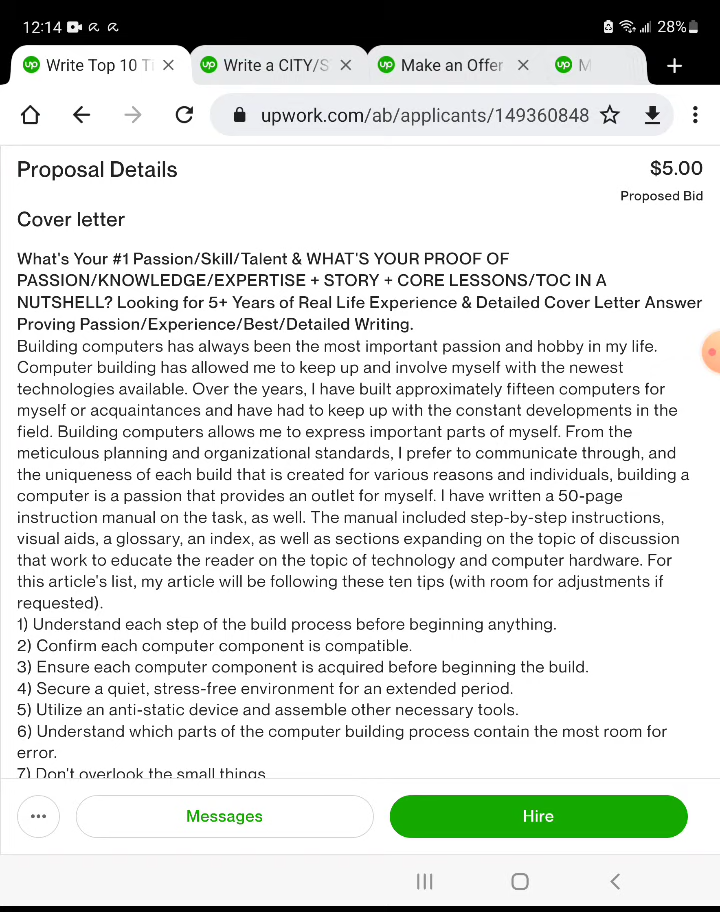 12:14
28%
Write Top 10 T
Write a CITY/S
Make an Offer
M
upwork.com/ab/applicants/149360848
Proposal Details
$5.00
Proposed Bid
Cover letter
What's Your #1 Passion/Skill/Talent & WHAT'S YOUR PROOF OF
PASSION/KNOWLEDGE/EXPERTISE + STORY + CORE LESSONS/TOC IN A
NUTSHELL? Looking for 5+ Years of Real Life Experience & Detailed Cover Letter Answer
Proving Passion/Experience/Best/Detailed Writing.
Building computers has always been the most important passion and hobby in my life.
Computer building has allowed me to keep up and involve myself with the newest
technologies available. Over the years, I have built approximately fifteen computers for
myself or acquaintances and have had to keep up with the constant developments in the
field. Building computers allows me to express important parts of myself. From the
meticulous planning and organizational standards, I prefer to communicate through, and
the uniqueness of each build that is created for various reasons and individuals, building a
computer is a passion that provides an outlet for myself. I have written a 50-page
instruction manual on the task, as well. The manual included step-by-step instructions,
visual aids, a glossary, an index, as well as sections expanding on the topic of discussion
that work to educate the reader on the topic of technology and computer hardware. For
this article's list, my article will be following these ten tips (with room for adjustments if
requested).
1) Understand each step of the build process before beginning anything.
2) Confirm each computer component is compatible.
3) Ensure each computer component is acquired before beginning the build.
4) Secure a quiet, stress-free environment for an extended period.
5) Utilize an anti-static device and assemble other necessary tools.
6) Understand which parts of the computer building process contain the most room for
error.
7) Don't overlook the small things
Messages
Hire